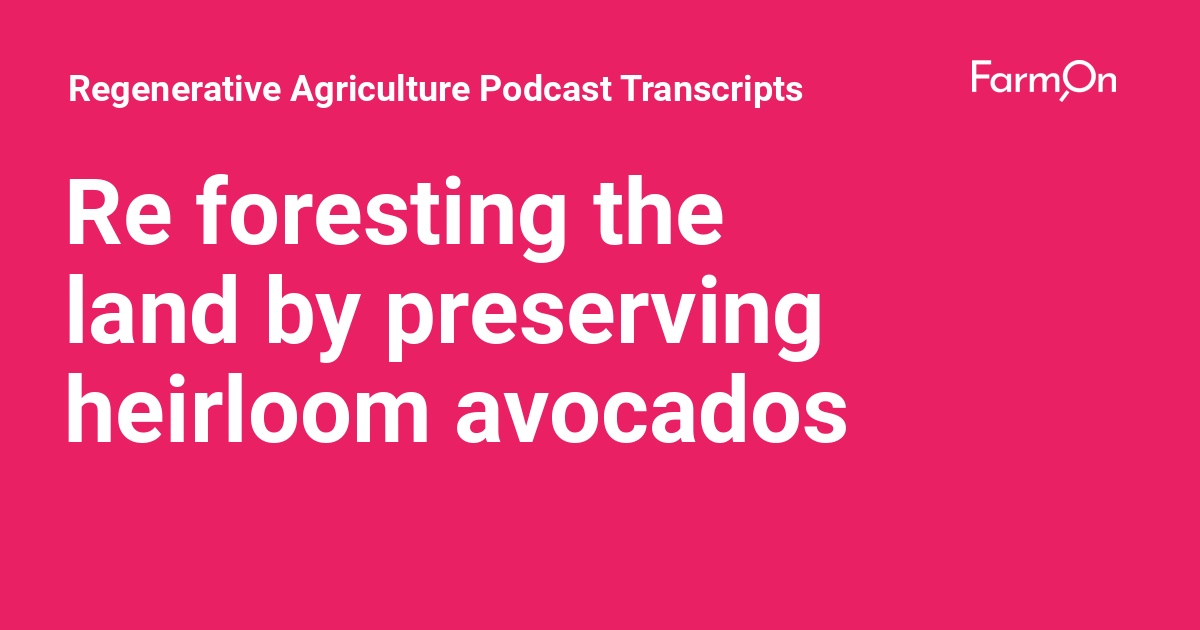 Regenerative Agriculture Podcast Transcripts
FarmOn
Re foresting the
land by preserving
heirloom avocados